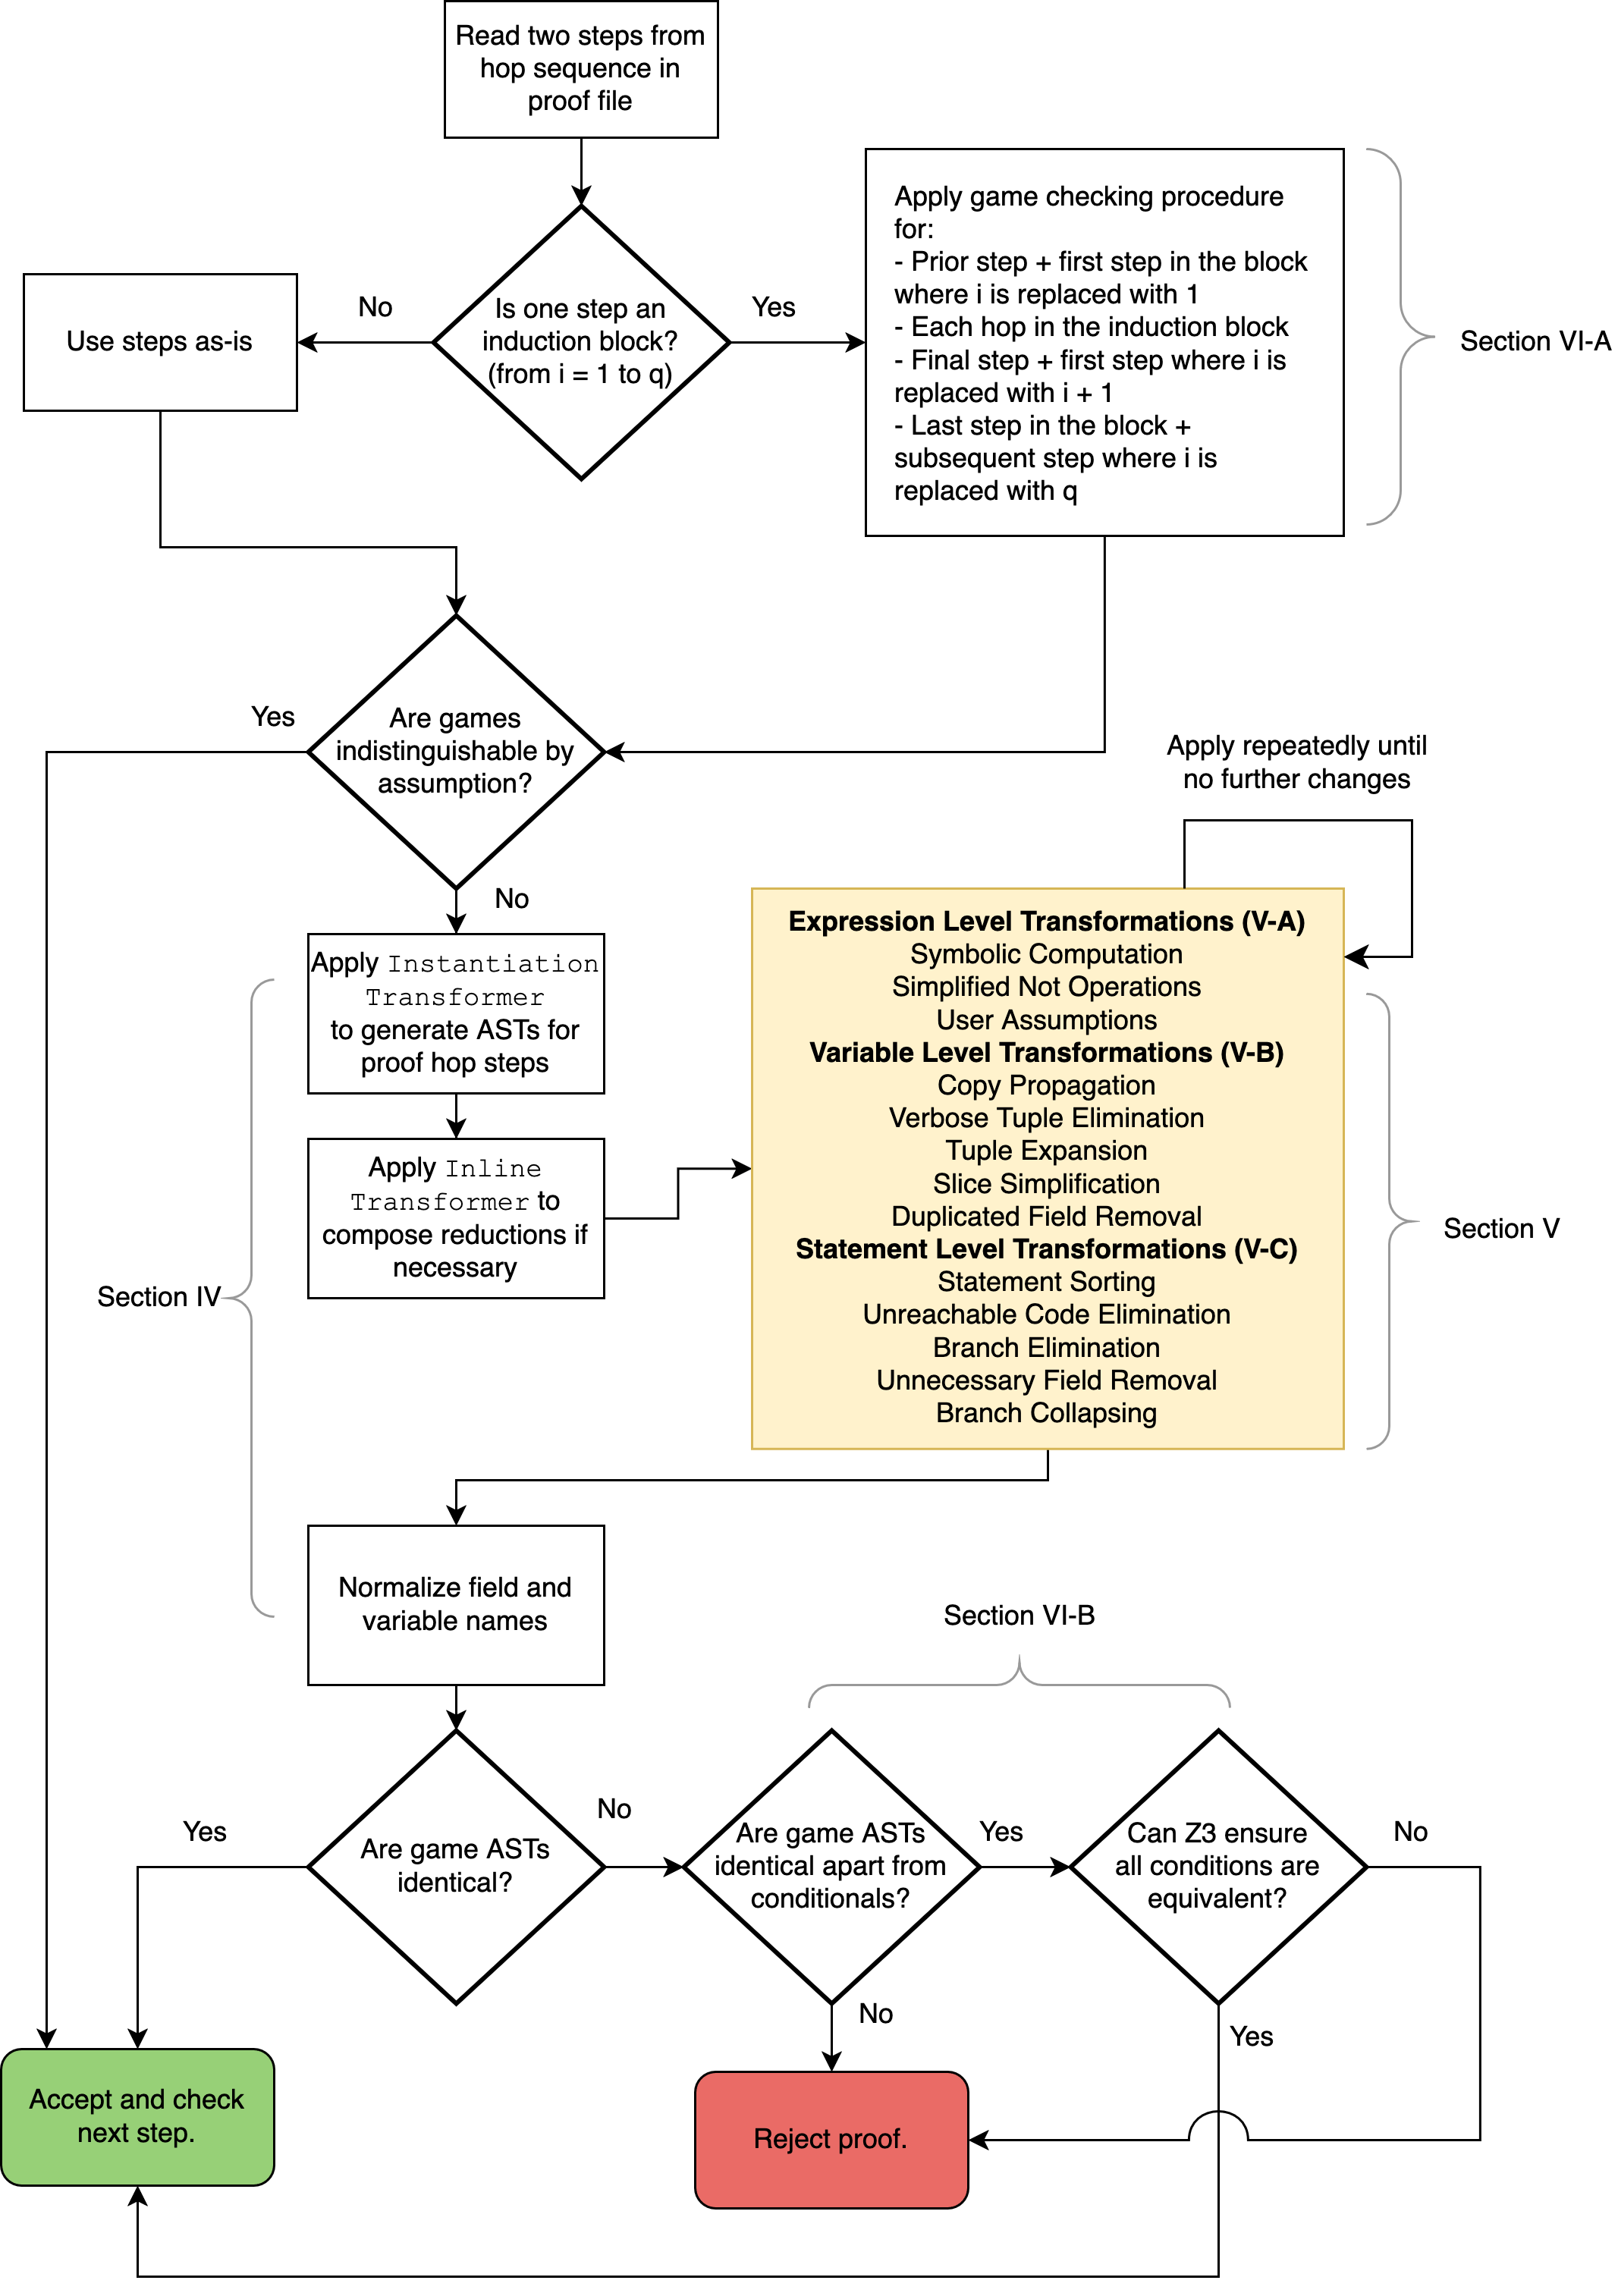 Read two steps from
hop sequence in
proof file
Is one step an
induction block?
(from i = 1 to q)
No
Yes
Use steps as-is
Apply game checking procedure
for:
- Prior step + first step in the block
where i is replaced with 1
- Each hop in the induction block
- Final step + first step where i is
replaced with i + 1
- Last step in the block +
subsequent step where i is
replaced with q
Section VI-A
Are games
indistinguishable by
assumption?
Yes
No
Apply repeatedly until
no further changes
Apply Instantiation
Transformer
to generate ASTs for
proof hop steps
Apply Inline
Transformer to
compose reductions if
necessary
Section IV
Expression Level Transformations (V-A)
Symbolic Computation
Simplified Not Operations
User Assumptions
Variable Level Transformations (V-B)
Copy Propagation
Verbose Tuple Elimination
Tuple Expansion
Slice Simplification
Duplicated Field Removal
Statement Level Transformations (V-C)
Statement Sorting
Unreachable Code Elimination
Branch Elimination
Unnecessary Field Removal
Branch Collapsing
Section V
Normalize field and
variable names
Section VI-B
Are game ASTs
identical?
Yes
No
Are game ASTs
identical apart from
conditionals?
Yes
No
Can Z3 ensure
all conditions are
equivalent?
No
Yes
Accept and check
next step.
Reject proof.